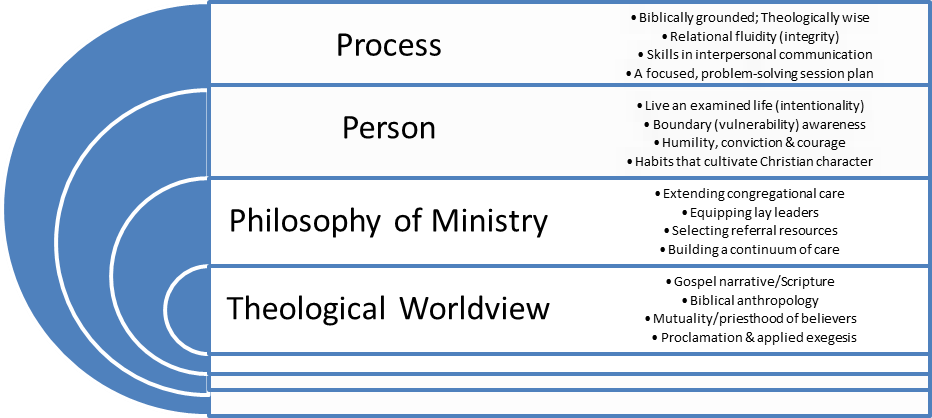 Process
• Biblically grounded; Theologically wise
• Relational fluidity (integrity)
• Skills in interpersonal communication
• A focused, problem-solving session plan
Person
• Live an examined life (intentionality)
• Boundary (vulnerability) awareness
• Humility, conviction & courage
• Habits that cultivate Christian character
Philosophy of Ministry
• Extending congregational care
• Equipping lay leaders
• Selecting referral resources
• Building a continuum of care
Theological Worldview
• Gospel narrative/Scripture
• Biblical anthropology
• Mutuality/priesthood of believers
• Proclamation & applied exegesis